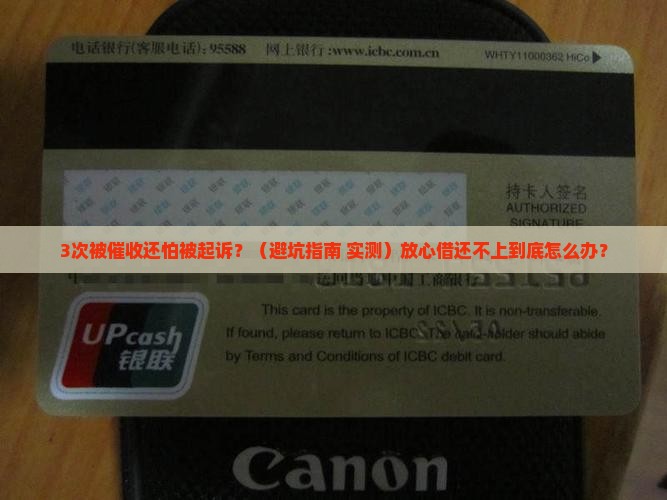 电话银行(客服电话):95588 网上银行:www.icbc.com.cn
WHTY11000362 HiCo
持卡人签名
AUTHORIZED
SIGNATURE
3次被催收还怕被起诉？（避坑指南 实测）放心借还不上到底怎么办？
This card is the property of ICBC. It is non-transferable.
If found, please return to ICBC. The card-holder should abide
by Terms and Conditions of ICBC debit card.
UPcash
银联
Canon